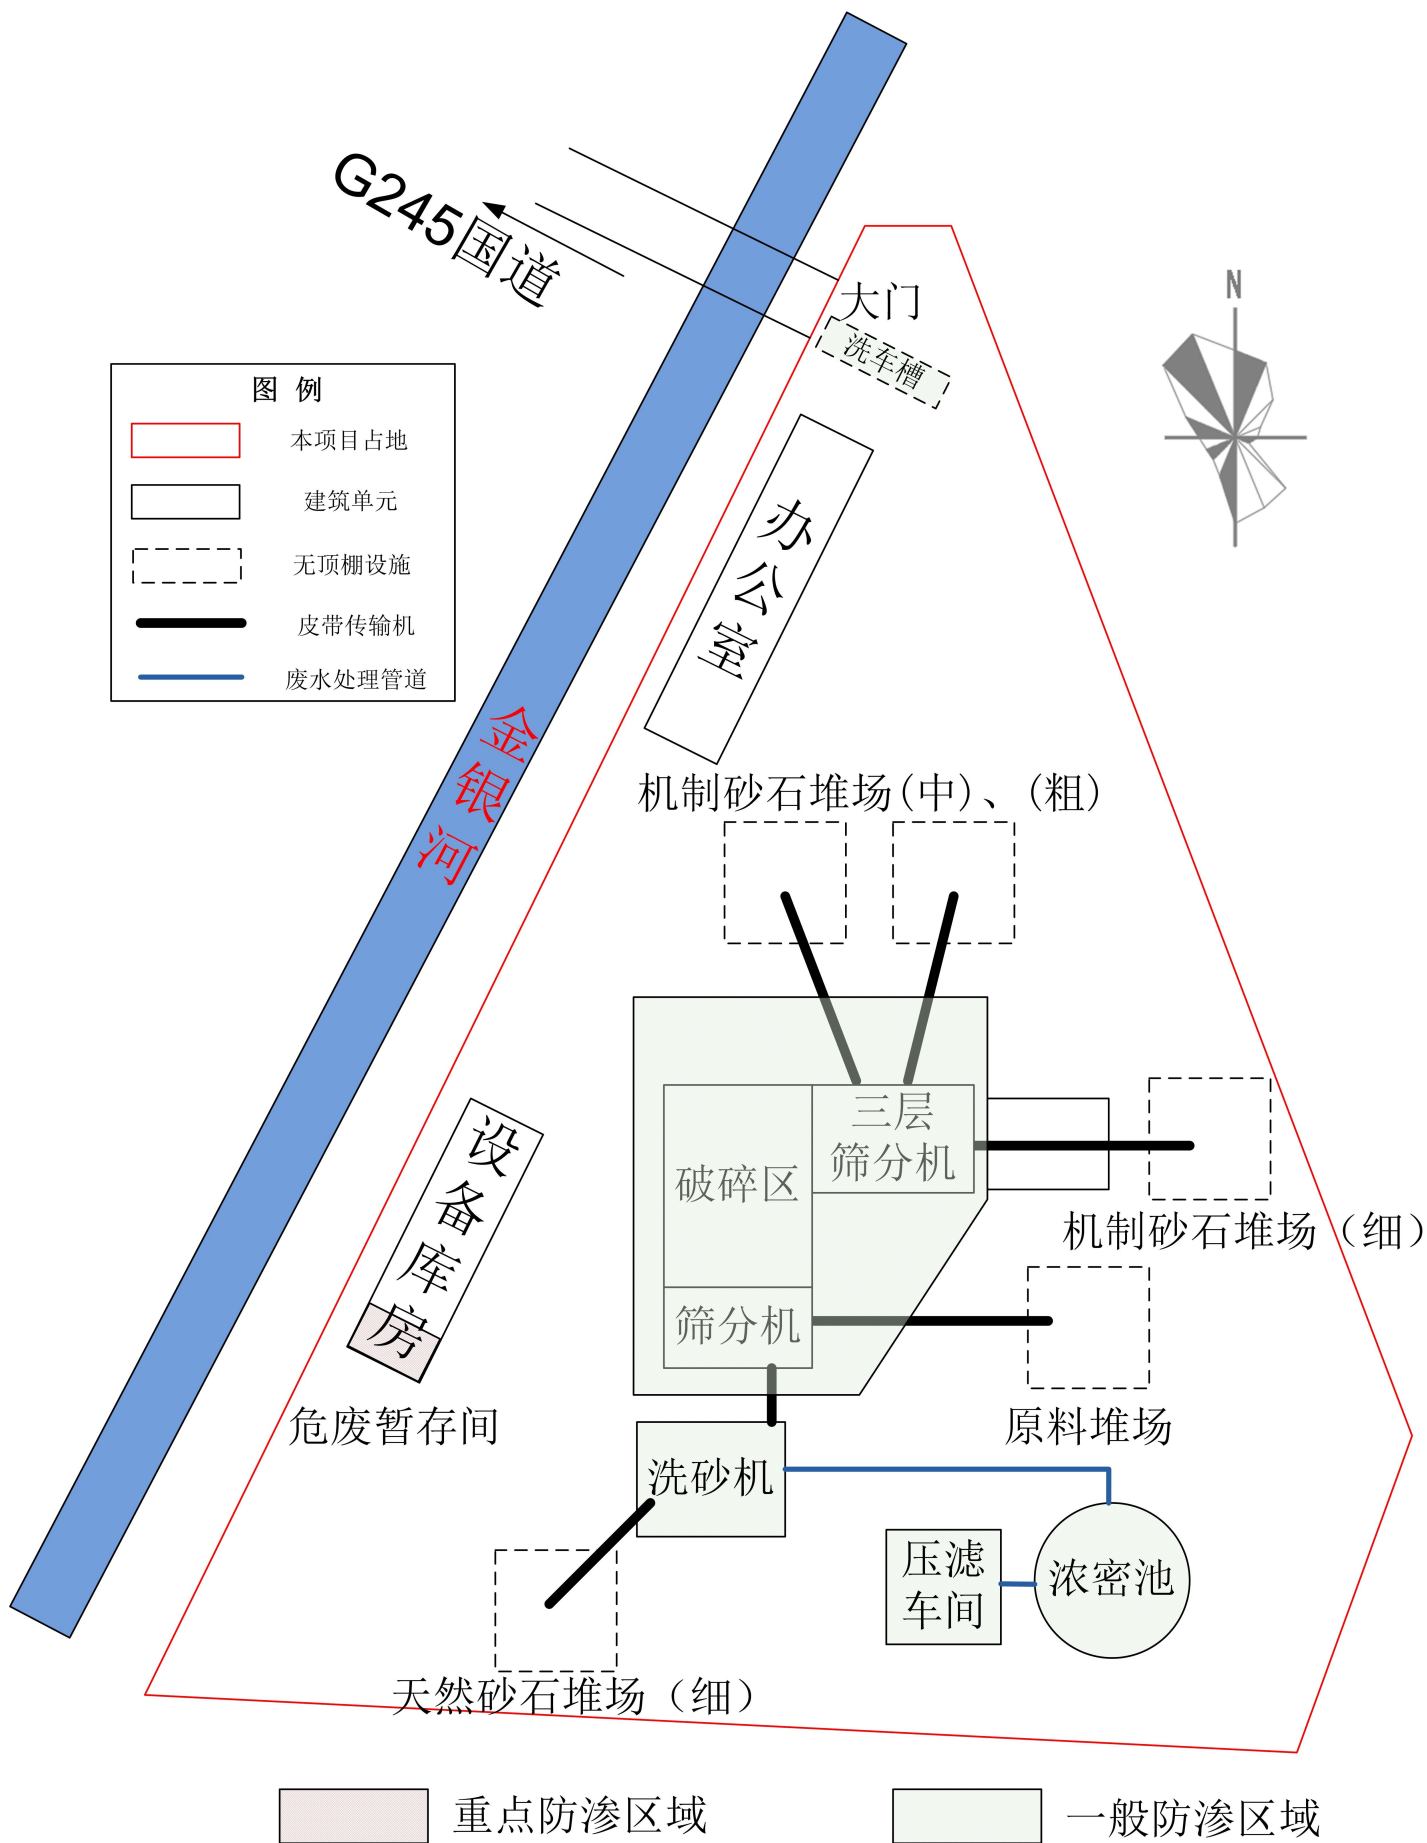 G245国道
N
大门
洗车槽
图 例
本项目占地
建筑单元
无顶棚设施
皮带传输机
废水处理管道
办公室
金银河
机制砂石堆场(中)、(粗)
三层
筛分机
破碎区
设备库房
机制砂石堆场（细）
筛分机
原料堆场
危废暂存间
洗砂机
压滤
车间
浓密池
天然砂石堆场（细）
重点防渗区域
一般防渗区域